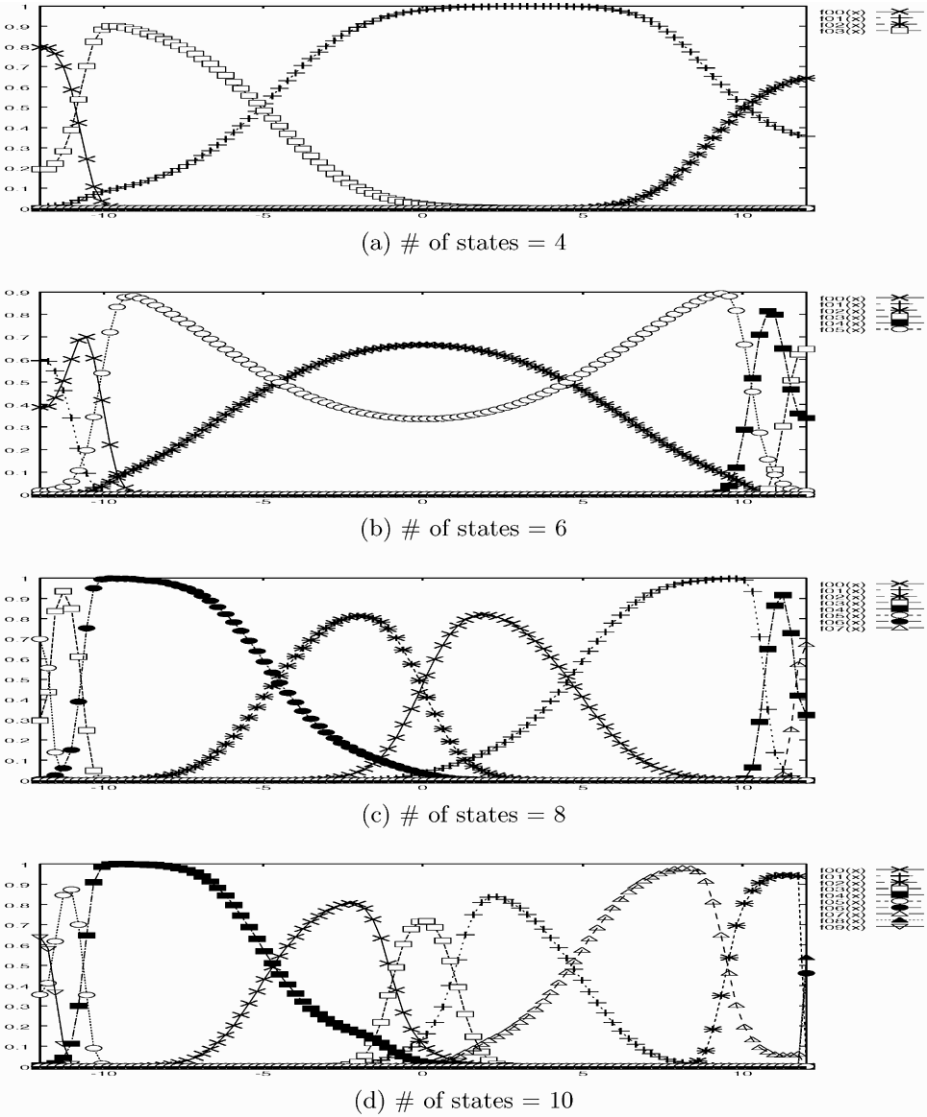 1
0.9
0.8
0.7
0.6
0.5
0.4
0.3
0.2
0.1
0
-10
-5
0
5
10
f00(x)
f01(x)
f02(x)
f03(x)
(a) # of states = 4
0.9
0.8
0.7
0.6
0.5
0.4
0.3
0.2
0.1
0
-10
-5
0
5
10
f00(x)
f01(x)
f02(x)
f03(x)
f04(x)
f05(x)
(b) # of states = 6
1
0.9
0.8
0.7
0.6
0.5
0.4
0.3
0.2
0.1
0
-10
-5
0
5
10
f00(x)
f01(x)
f02(x)
f03(x)
f04(x)
f05(x)
f06(x)
f07(x)
(c) # of states = 8
1
0.9
0.8
0.7
0.6
0.5
0.4
0.3
0.2
0.1
0
-10
-5
0
5
10
f00(x)
f01(x)
f02(x)
f03(x)
f04(x)
f05(x)
f06(x)
f07(x)
f08(x)
f09(x)
(d) # of states = 10